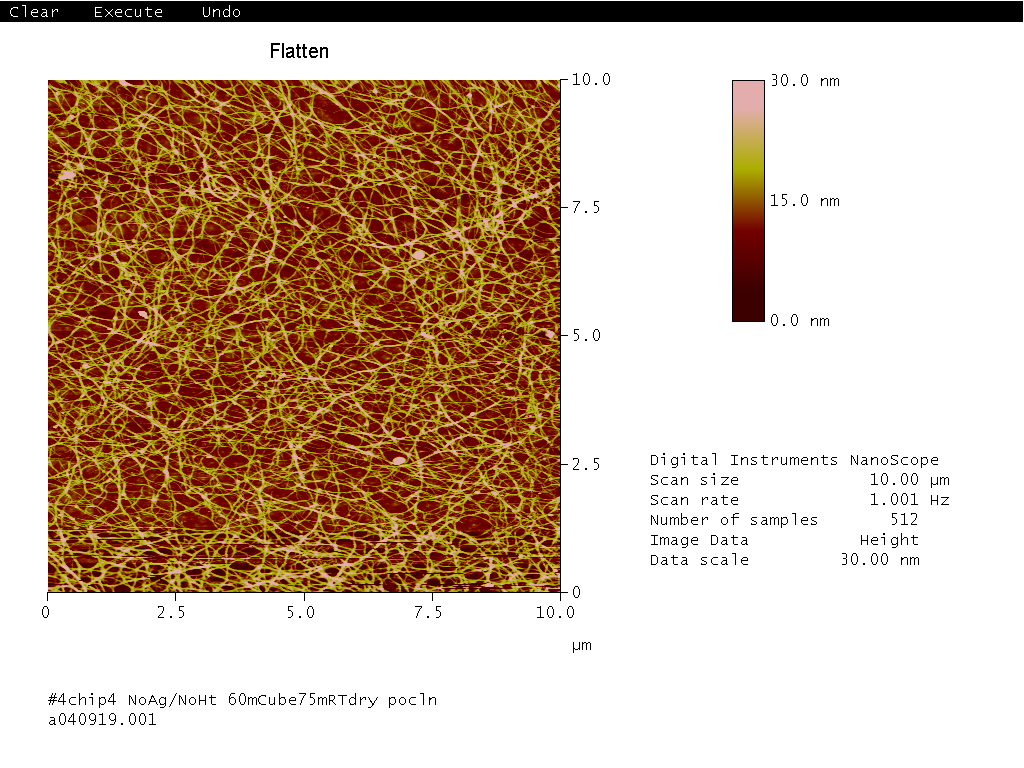 Clear Execute Undo
Flatten
10.0
7.5
5.0
2.5
0
0 2.5 5.0 7.5 10.0
µm
30.0 nm
15.0 nm
0.0 nm
Digital Instruments NanoScope
Scan size 10.00 µm
Scan rate 1.001 Hz
Number of samples 512
Image Data Height
Data scale 30.00 nm
#4chip4 NoAg/NoHt 60mCube75mRTdry pocln
a040919.001